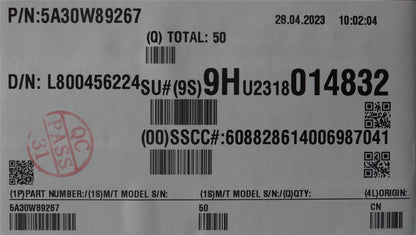 P/N:5A30W89267 28.04.2023 10:02:04
(Q) TOTAL: 50
D/N: L800456224 SU#(9S) 9H U2318 014832
(00)SSCC#:608828614006987041
QC
PASS
31
(1P)PART NUMBER:/(1S)M/T MODEL S/N: (1S)M/T MODEL S/N:/(Q)QTY: (4L)ORIGIN:
5A30W89267 50 CN